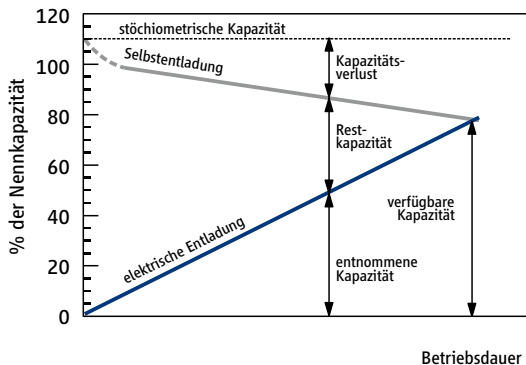 120
100
80
60
40
20
0
% der Nennkapazität
stöchiometrische Kapazität
Selbstentladung
Kapazitäts-
verlust
Rest-
kapazität
verfügbare
Kapazität
elektrische Entladung
entnommene
Kapazität
Betriebsdauer